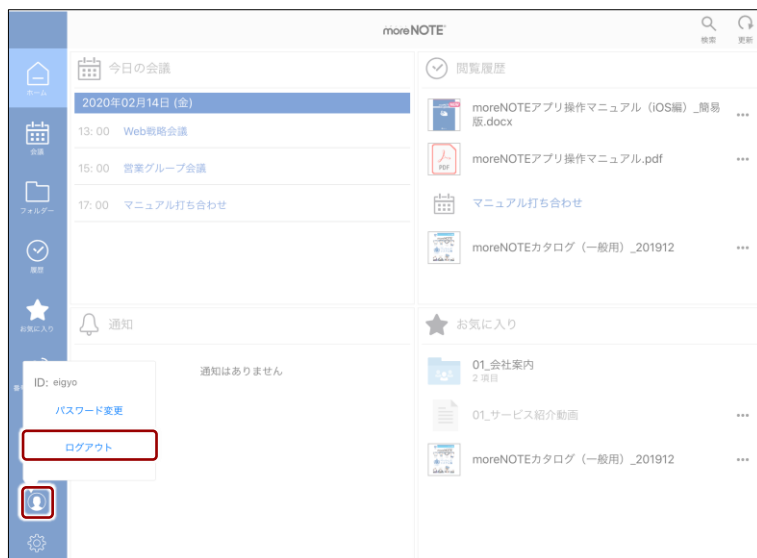 moreNOTE
検索
更新
ホーム
会議
フォルダー
履歴
お気に入り
今日の会議
2020年02月14日 (金)
13:00 Web戦略会議
15:00 営業グループ会議
17:00 マニュアル打ち合わせ
閲覧履歴
moreNOTEアプリ操作マニュアル（iOS編）_簡易
版.docx
PDF
moreNOTEアプリ操作マニュアル.pdf
マニュアル打ち合わせ
moreNOTEカタログ（一般用）_201912
通知
通知はありません
お気に入り
01_会社案内
2 項目
01_サービス紹介動画
moreNOTEカタログ（一般用）_201912
ID: eigyo
パスワード変更
ログアウト